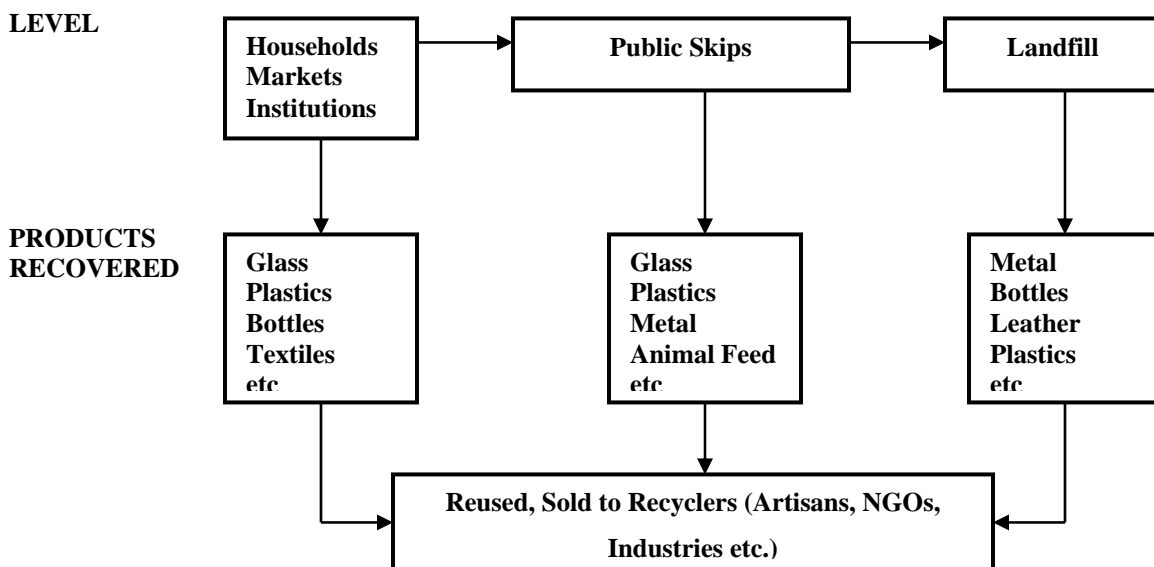 LEVEL
Households
Markets
Institutions
Public Skips
Landfill
PRODUCTS
RECOVERED
Glass
Plastics
Bottles
Textiles
etc
Glass
Plastics
Metal
Animal Feed
etc
Metal
Bottles
Leather
Plastics
etc
Reused, Sold to Recyclers (Artisans, NGOs,
Industries etc.)